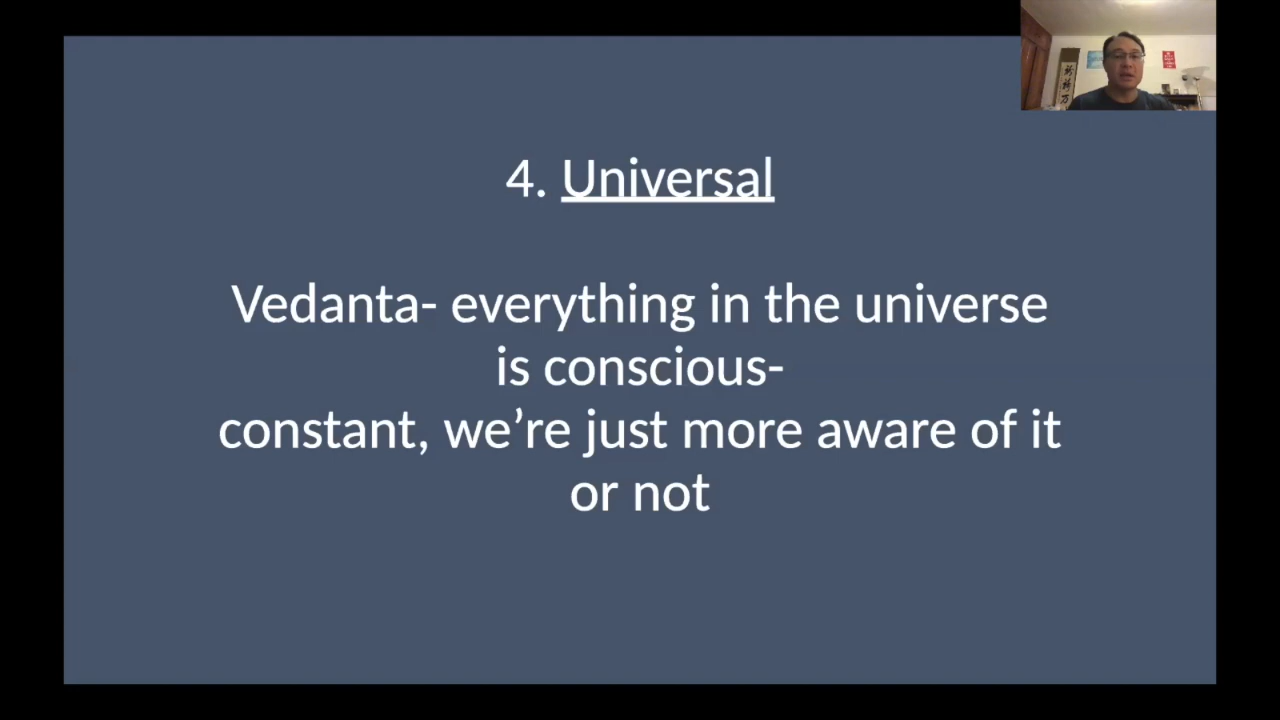 4. Universal
Vedanta- everything in the universe
is conscious-
constant, we’re just more aware of it
or not